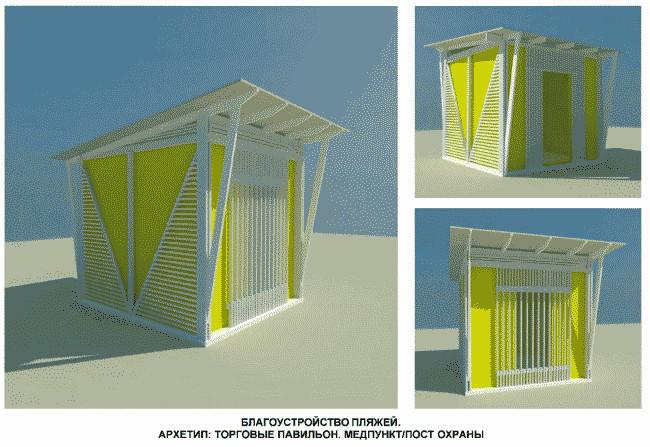 БЛАГОУСТРОЙСТВО ПЛЯЖЕЙ.
АРХЕТИП: ТОРГОВЫЕ ПАВИЛЬОН. МЕДПУНКТ/ПОСТ ОХРАНЫ